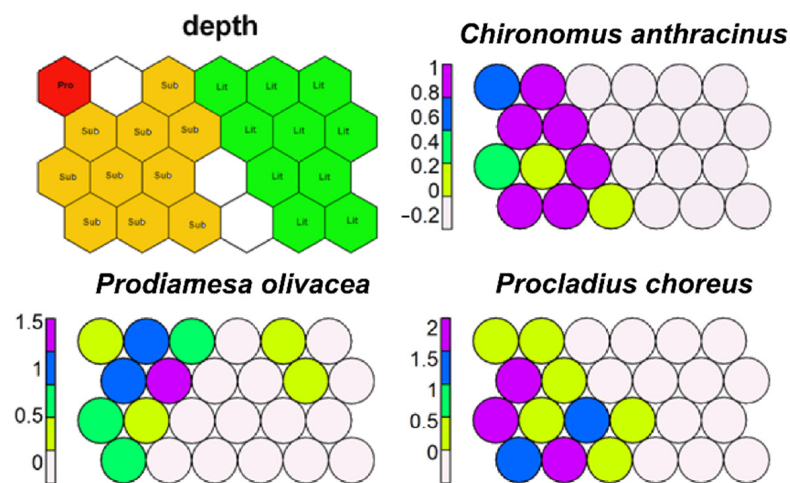 depth
Pro Sub Lit Lit Lit
Sub Sub Sub Lit Lit Lit
Sub Sub Sub Lit Lit
Sub Sub Sub Lit Lit
Chironomus anthracinus
1
0.8
0.6
0.4
0.2
0
−0.2
Prodiamesa olivacea
1.5
1
0.5
0
Procladius choreus
2
1.5
1
0.5
0